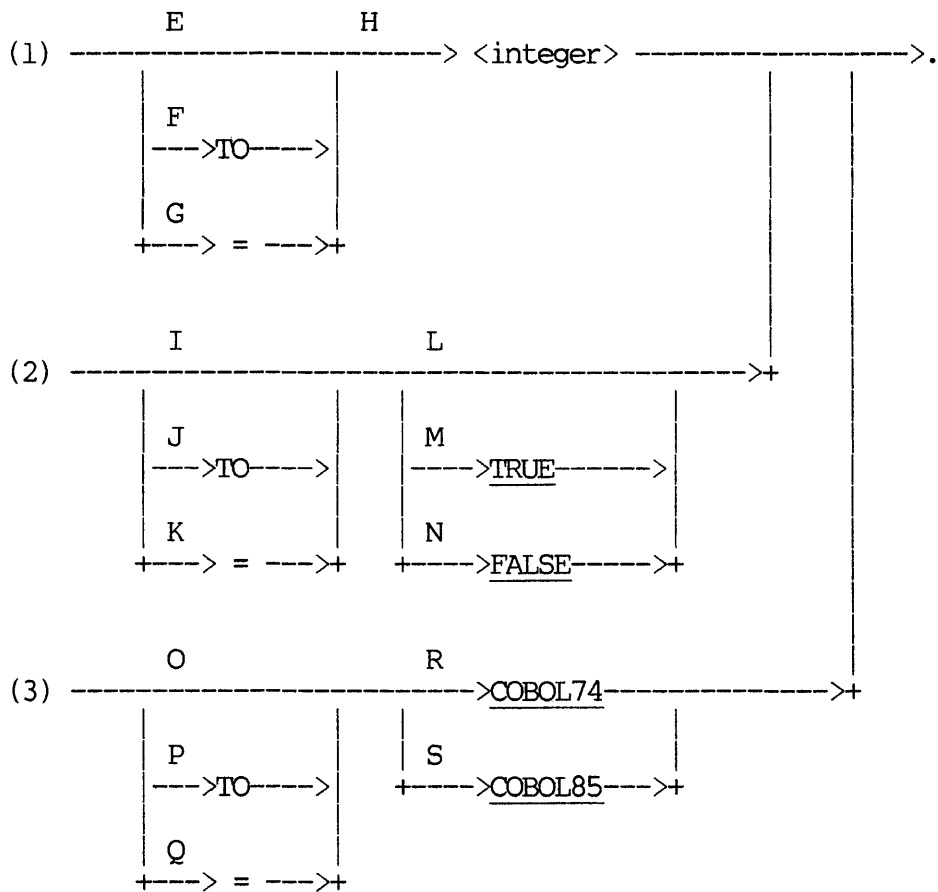 E H
(1) ----------------------> <integer> ---------------->.
F
---->TO---->
G
+---> = --->+
I L
(2) ------------------------------------------>+
J M
---->TO----> ---->TRUE------>
K N
+---> = --->+ +---->FALSE------>+
O R
(3) ------------------------->COBOL74-------------->+
P S
---->TO----> +---->COBOL85--->+
Q
+---> = --->+